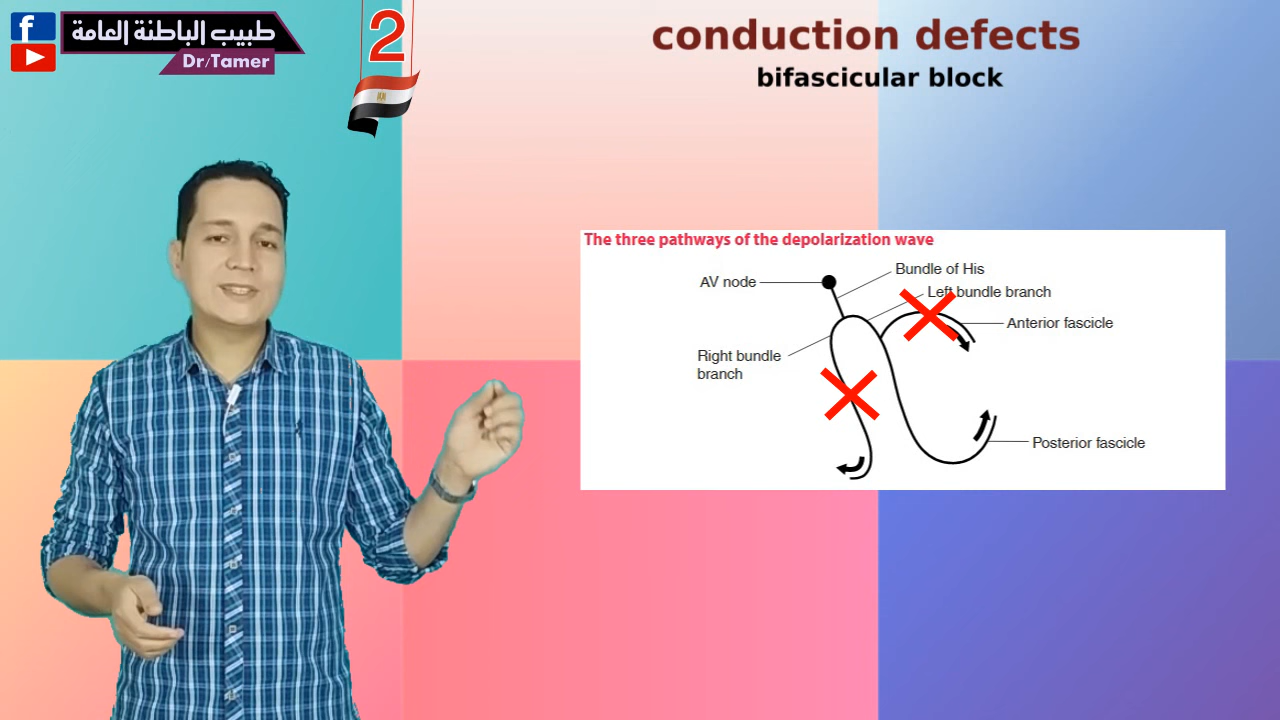 f
طبيب الباطنة العامة
Dr/Tamer
2
conduction defects
bifascicular block
The three pathways of the depolarization wave
AV node
Bundle of His
Left bundle branch
Anterior fascicle
Right bundle
branch
Posterior fascicle